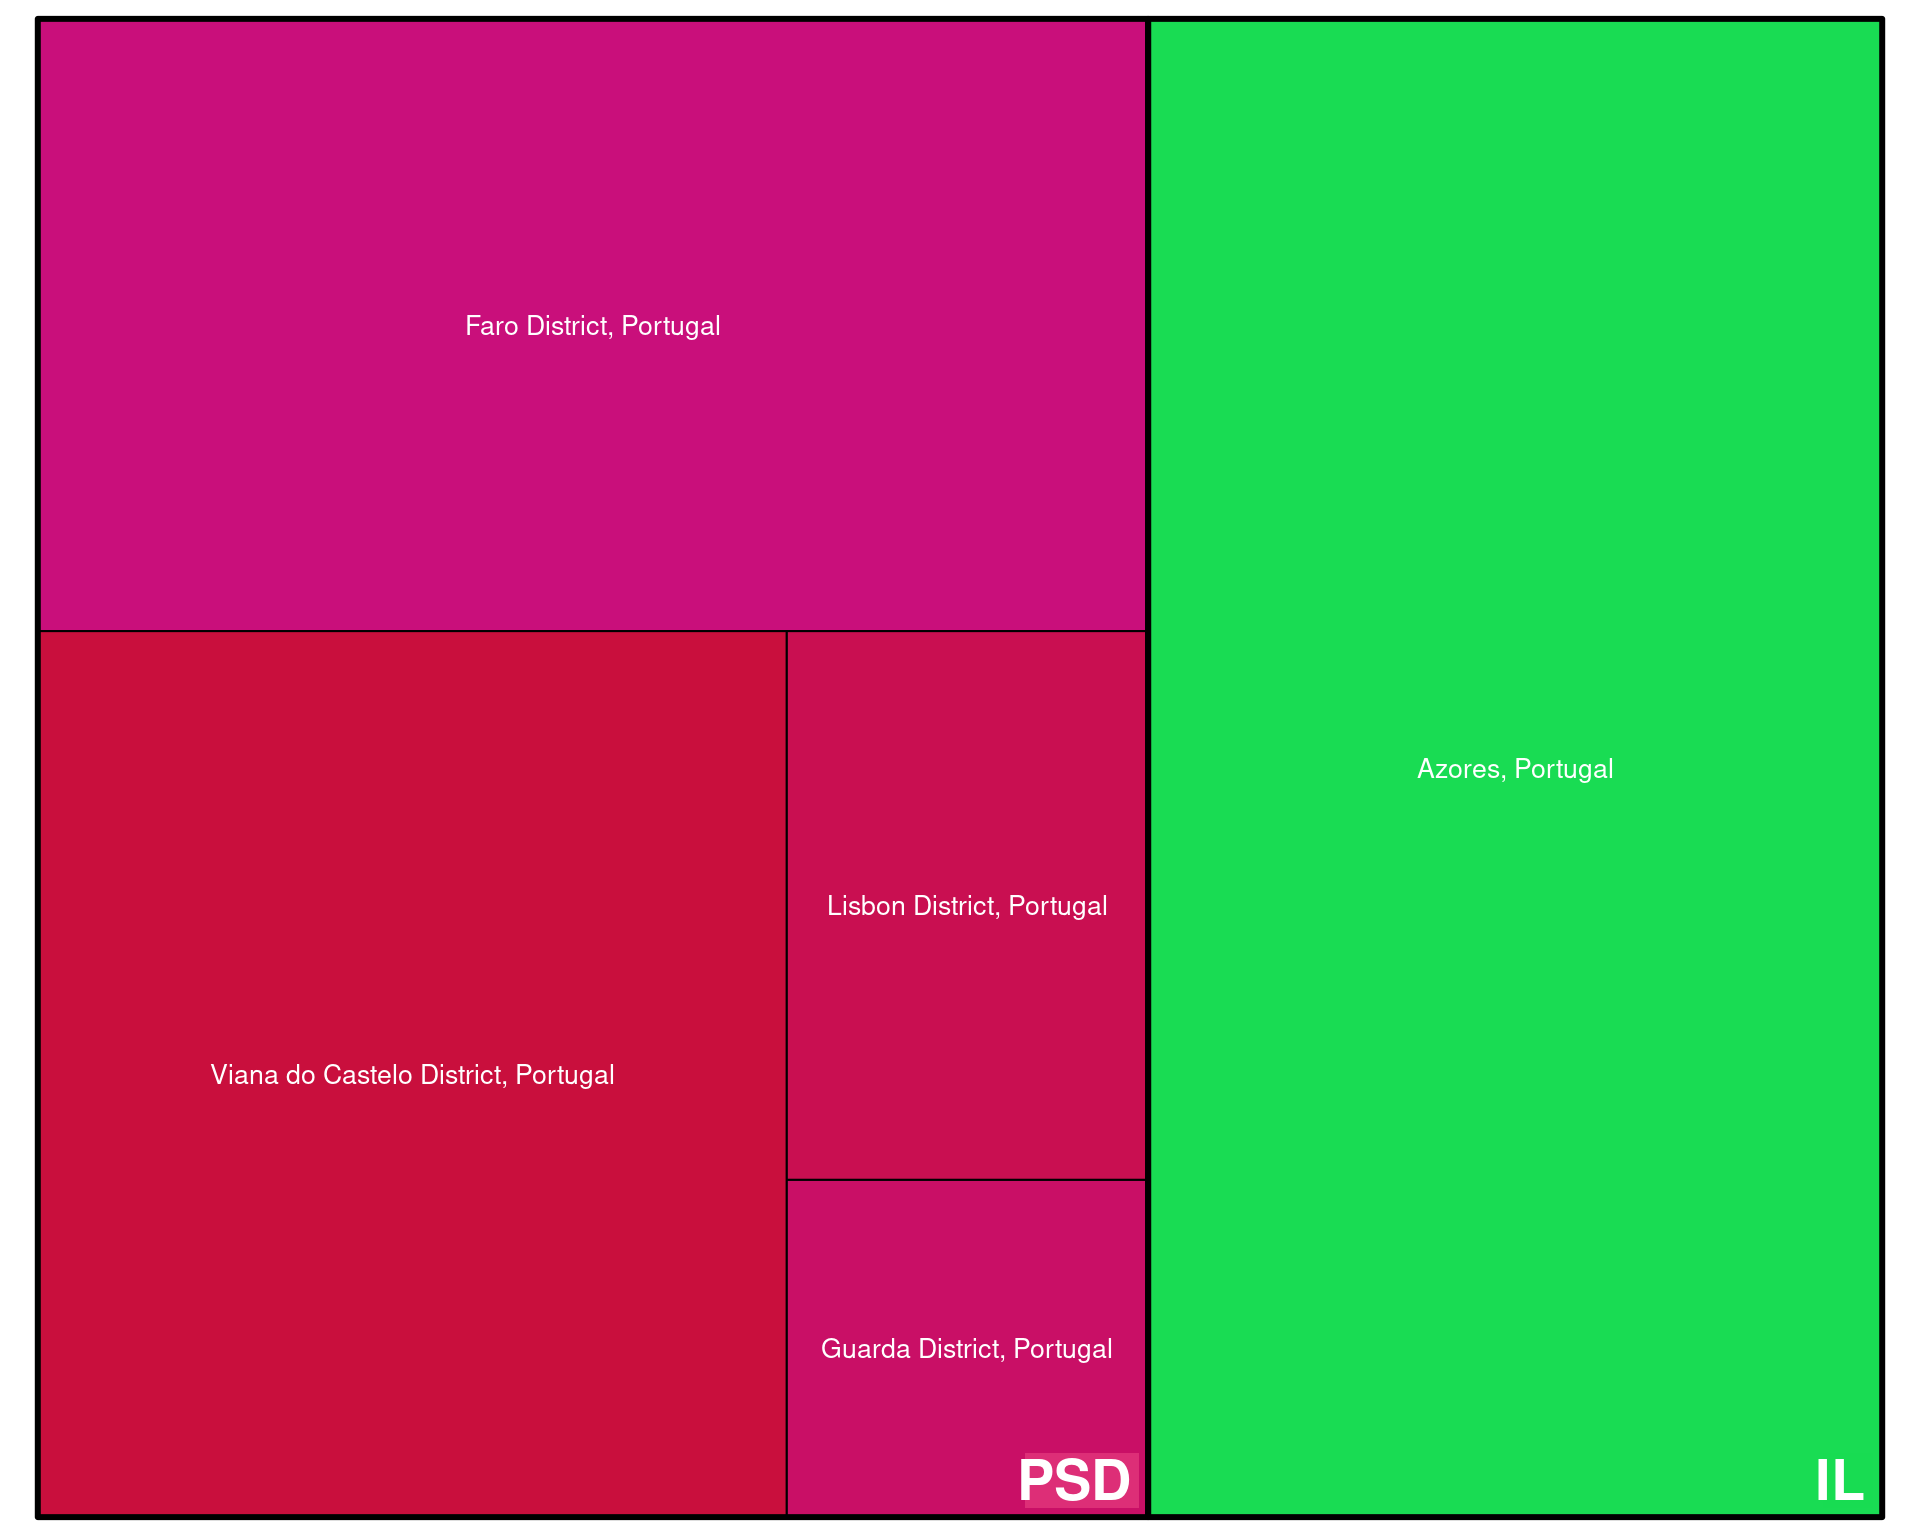 Faro District, Portugal
Azores, Portugal
Lisbon District, Portugal
Viana do Castelo District, Portugal
Guarda District, Portugal
PSD
IL